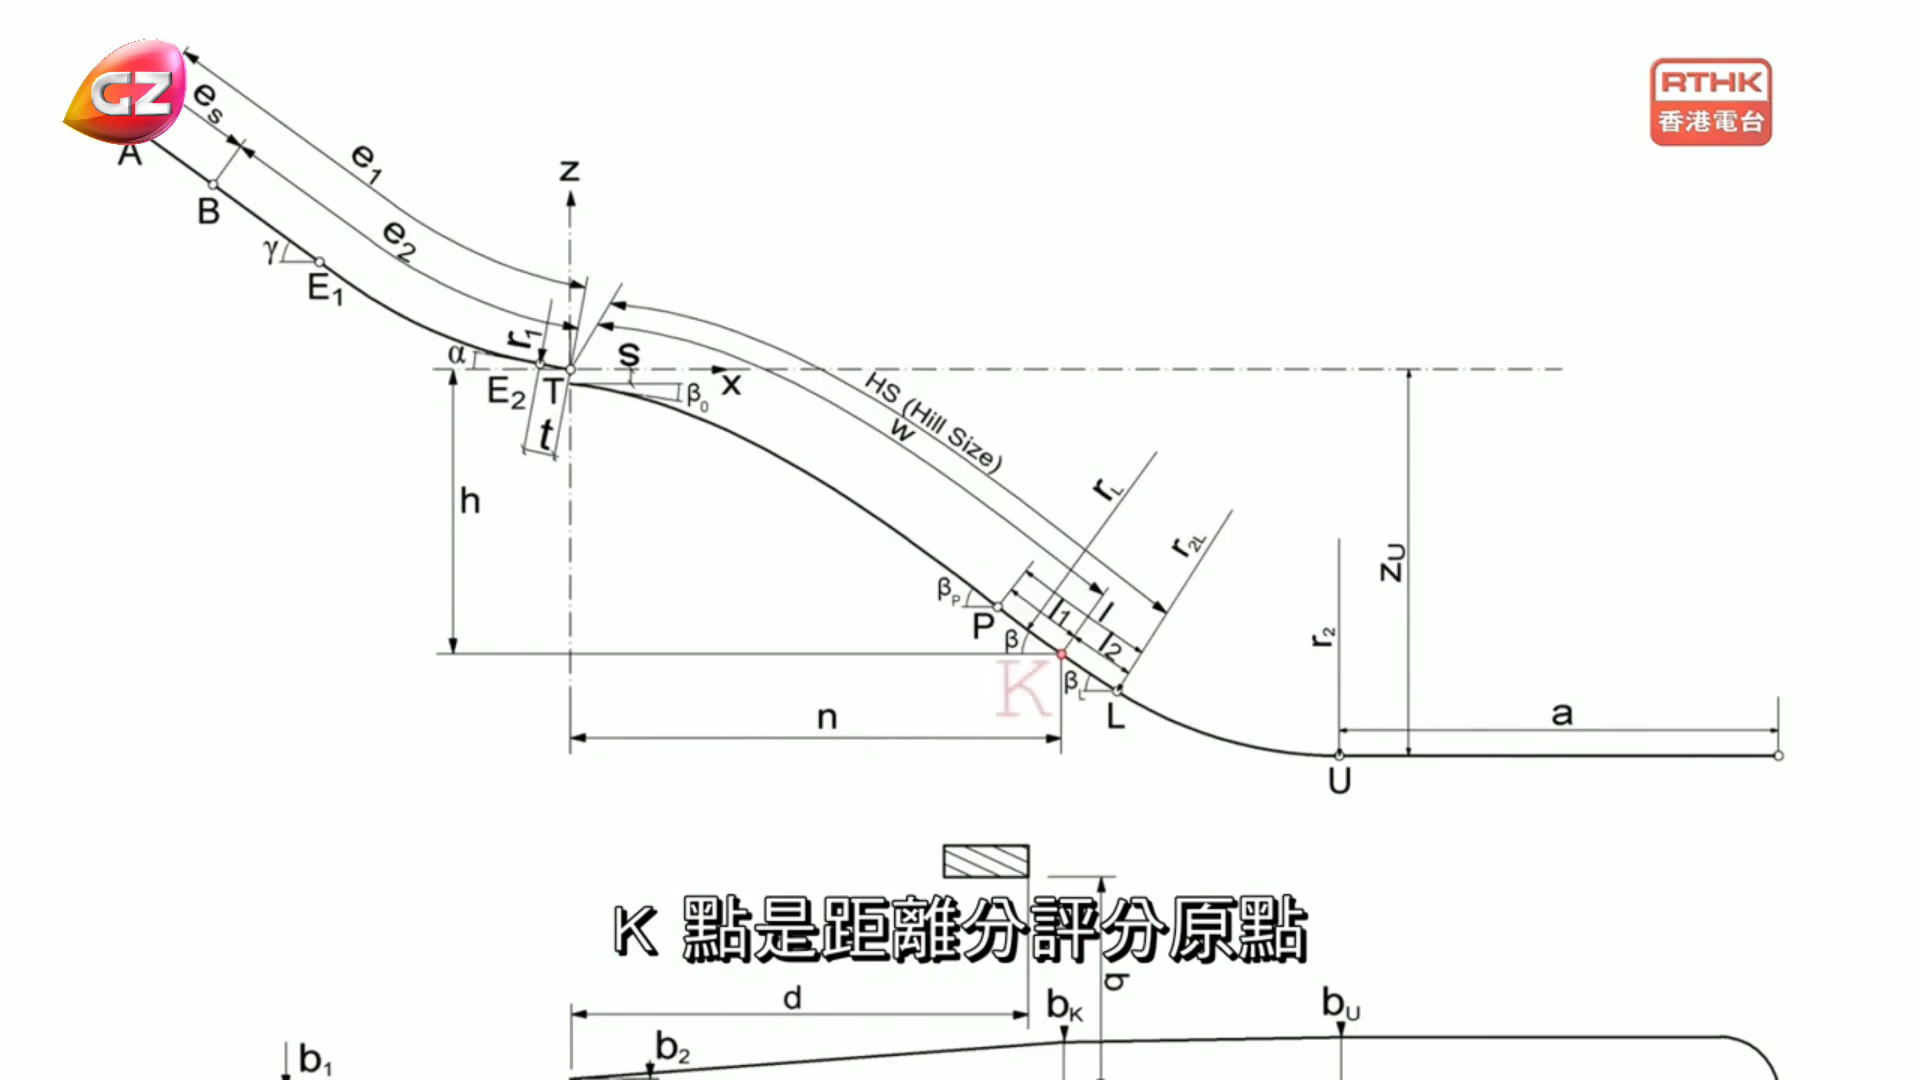 GZ
RTHK
香港電台
es
e1
e2
A
B
γ
E1
z
r1
α
s
x
E2
T
β0
t
h
HS (Hill Size)
w
rL
r2L
zU
r2
βP
P
l1
l
l2
β
K
βL
L
n
a
U
K 點是距離分評分原點
q
d
bK
bU
b1
b2